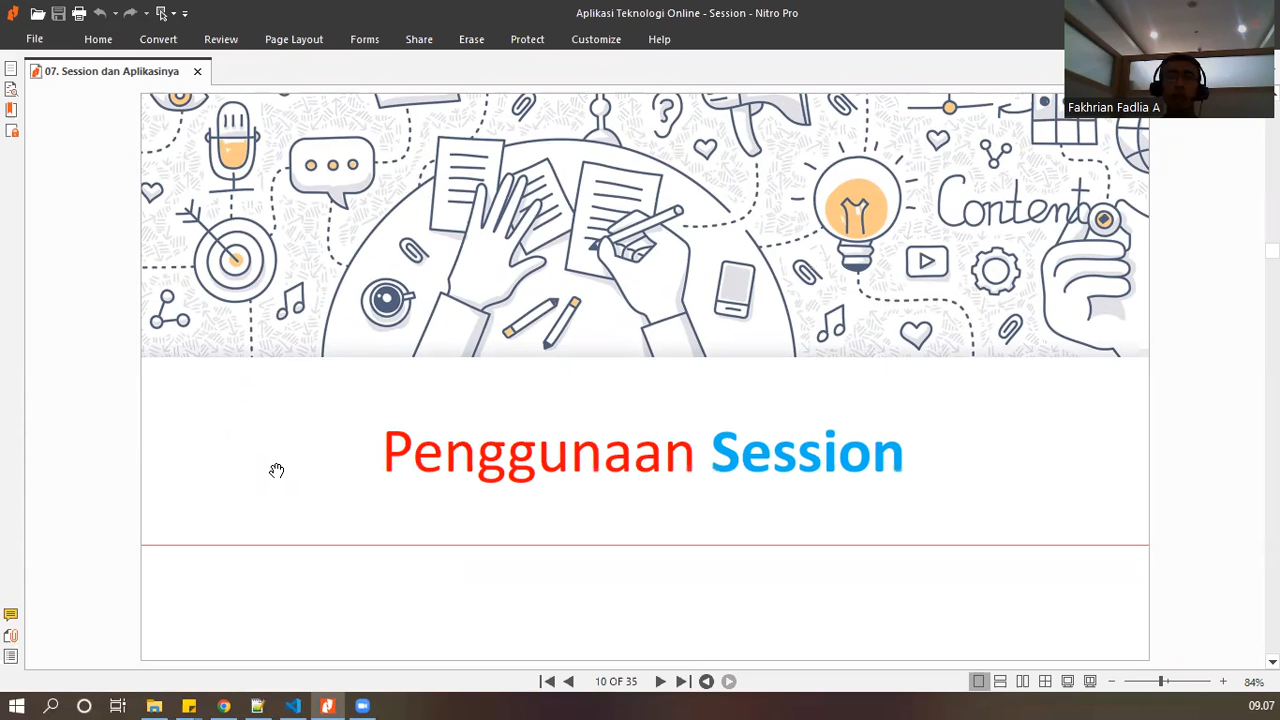 Aplikasi Teknologi Online - Session - Nitro Pro
File Home Convert Review Page Layout Forms Share Erase Protect Customize Help
07. Session dan Aplikasinya
Fakhrian Fadlia A
Content
Penggunaan Session
10 OF 35
84%
09.07